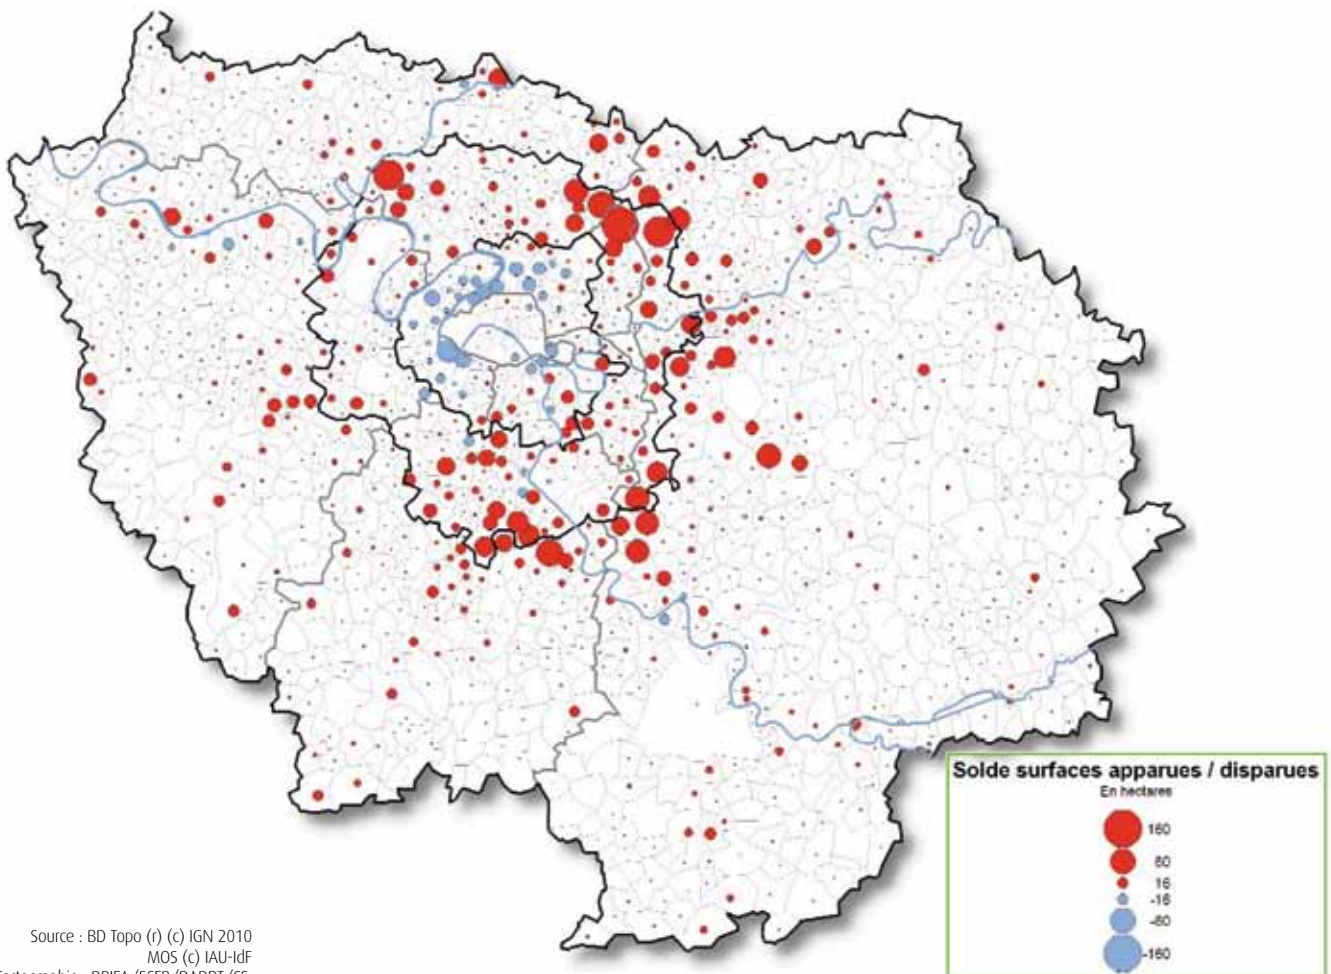 Solde surfaces apparues / disparues
En hectares
160
80
16
-16
-80
-160
Source : BD Topo (r) (c) IGN 2010
MOS (c) IAU-IdF